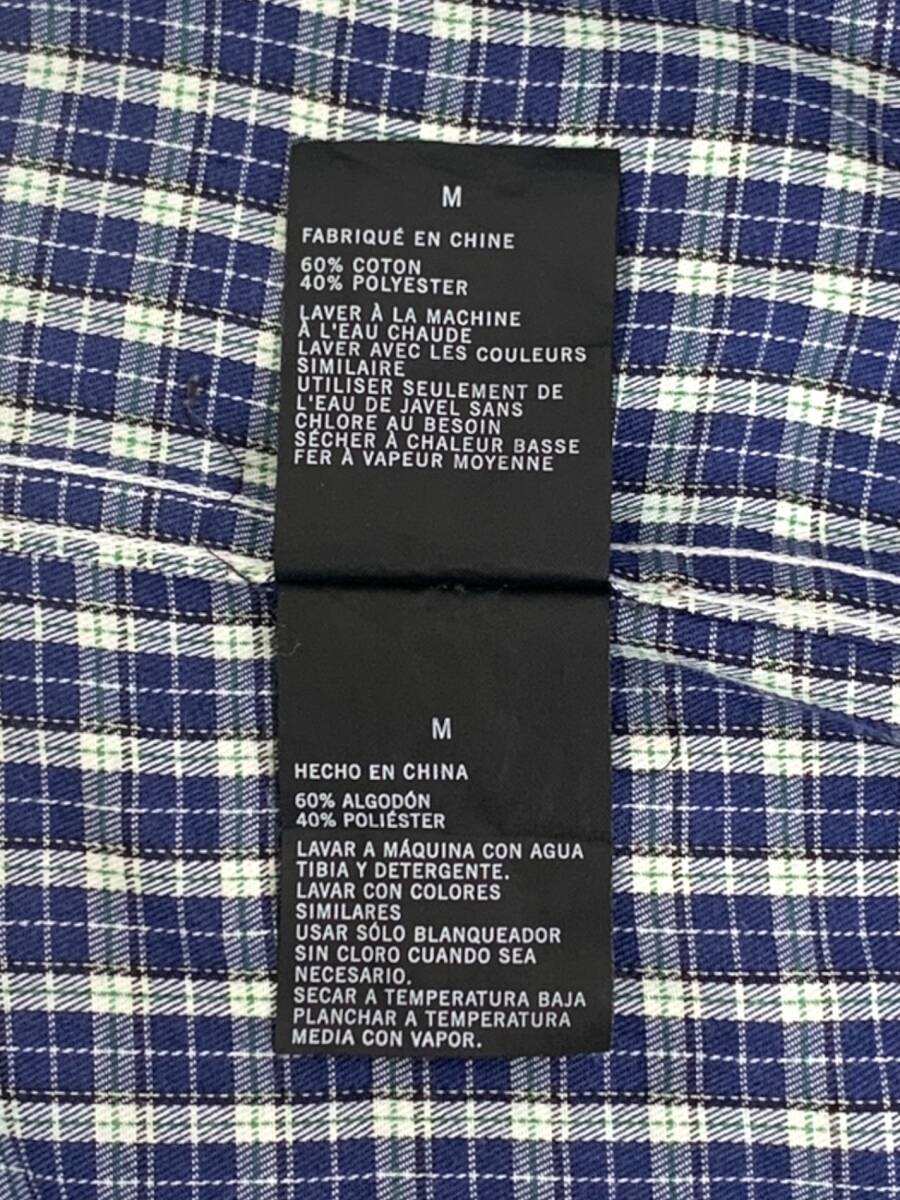 M
FABRIQUÉ EN CHINE
60% COTON
40% POLYESTER
LAVER À LA MACHINE
À L'EAU CHAUDE
LAVER AVEC LES COULEURS
SIMILAIRE
UTILISER SEULEMENT DE
L'EAU DE JAVEL SANS
CHLORE AU BESOIN
SÉCHER À CHALEUR BASSE
FER À VAPEUR MOYENNE
M
HECHO EN CHINA
60% ALGODÓN
40% POLIÉSTER
LAVAR A MÁQUINA CON AGUA
TIBIA Y DETERGENTE.
LAVAR CON COLORES
SIMILARES
USAR SÓLO BLANQUEADOR
SIN CLORO CUANDO SEA
NECESARIO.
SECAR A TEMPERATURA BAJA
PLANCHAR A TEMPERATURA
MEDIA CON VAPOR.